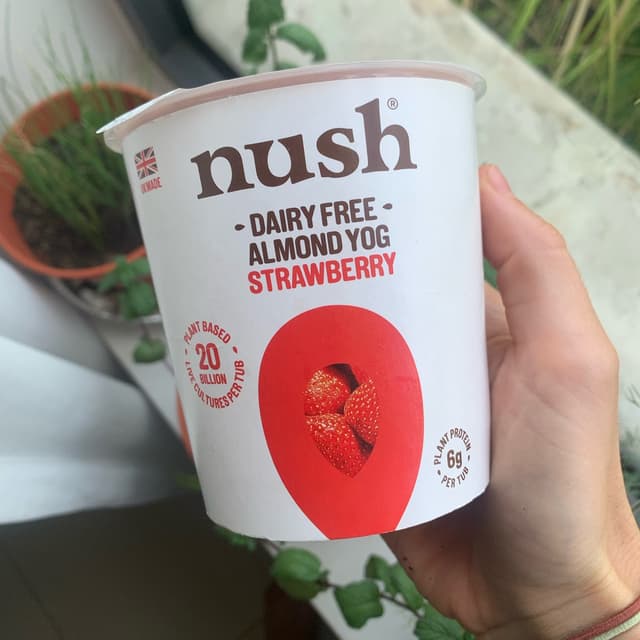 nush®
UK MADE
DAIRY FREE
ALMOND YOG
STRAWBERRY
PLANT BASED
20
BILLION
LIVE CULTURES PER TUB
PLANT PROTEIN
6g
PER TUB